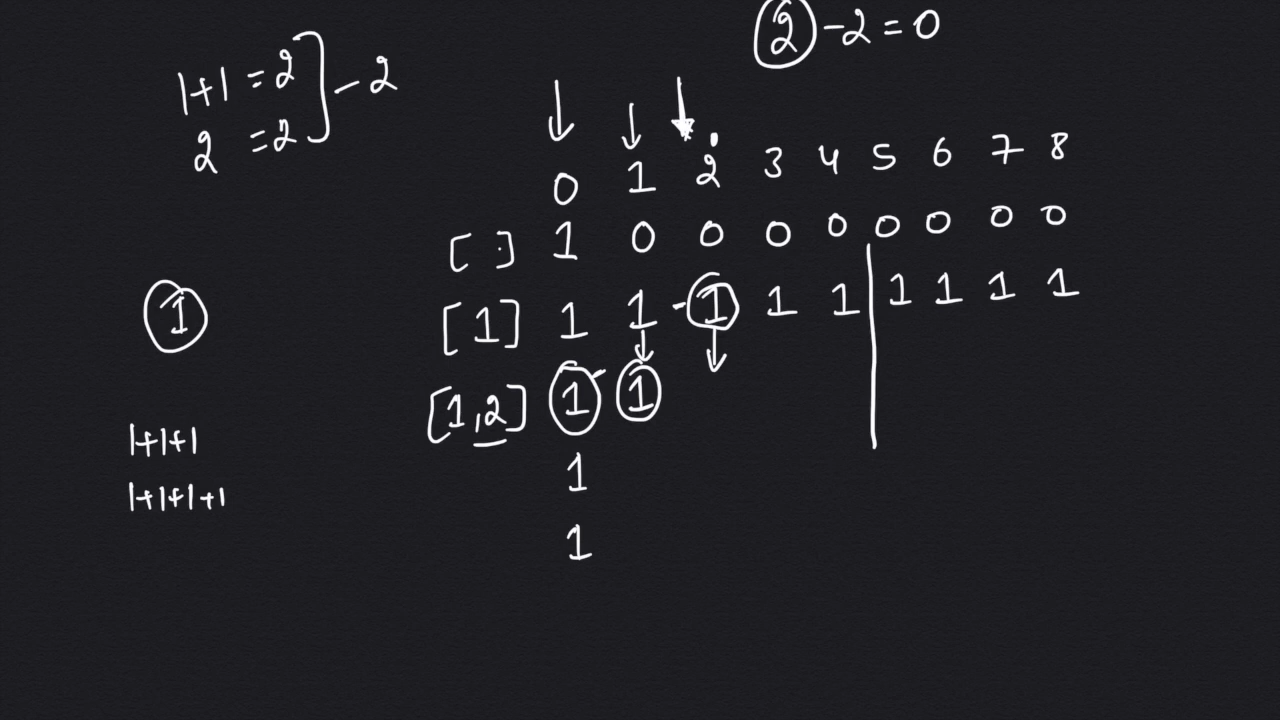 2 - 2 = 0
1+1 = 2 ] - 2
2 = 2
0 1 2 3 4 5 6 7 8
[ ] 1 0 0 0 0 0 0 0 0
[1] 1 1 1 1 1 1 1 1 1
1
[1,2] 1 1
1+1+1
1
1+1+1+1
1